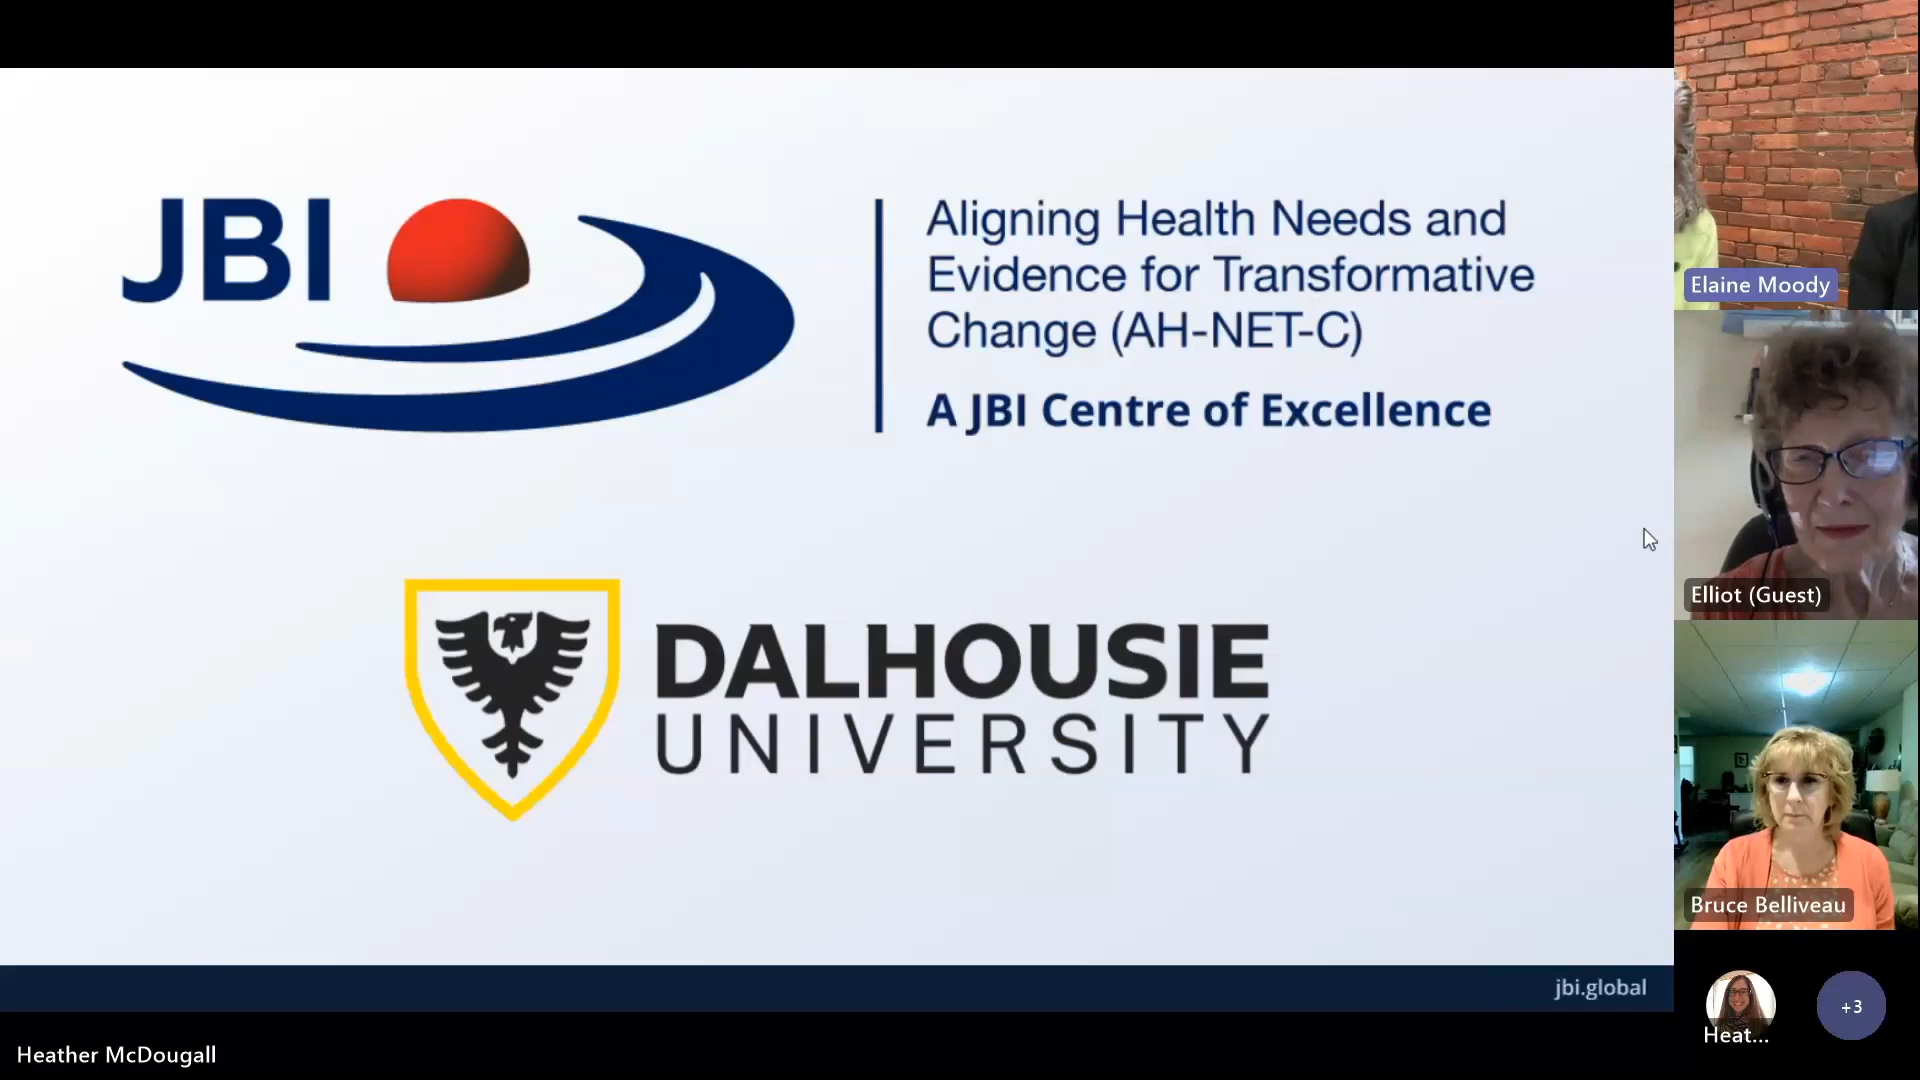 JBI
Aligning Health Needs and
Evidence for Transformative
Change (AH-NET-C)
A JBI Centre of Excellence
DALHOUSIE
UNIVERSITY
jbi.global
Heather McDougall
Elaine Moody
Elliot (Guest)
Bruce Belliveau
Heat...
+3